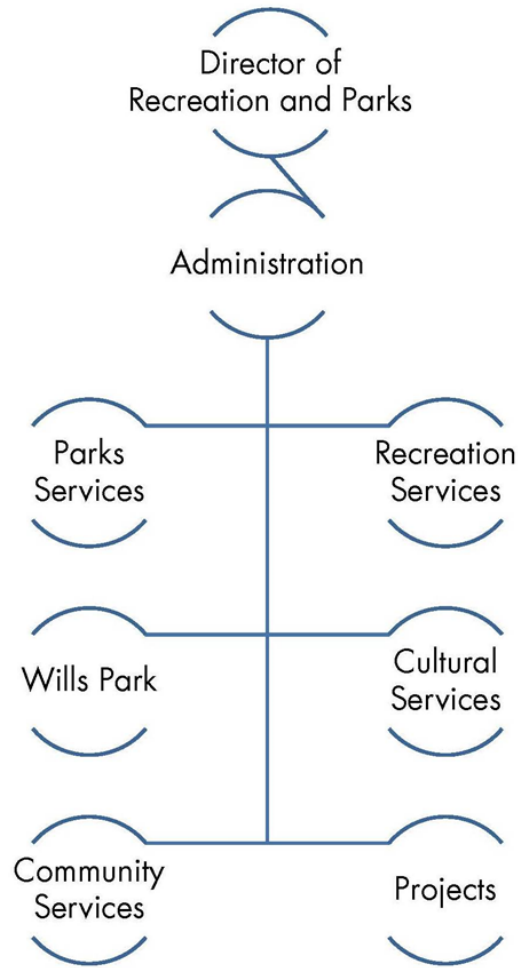 Director of
Recreation and Parks
Administration
Parks
Services
Recreation
Services
Wills Park
Cultural
Services
Community
Services
Projects